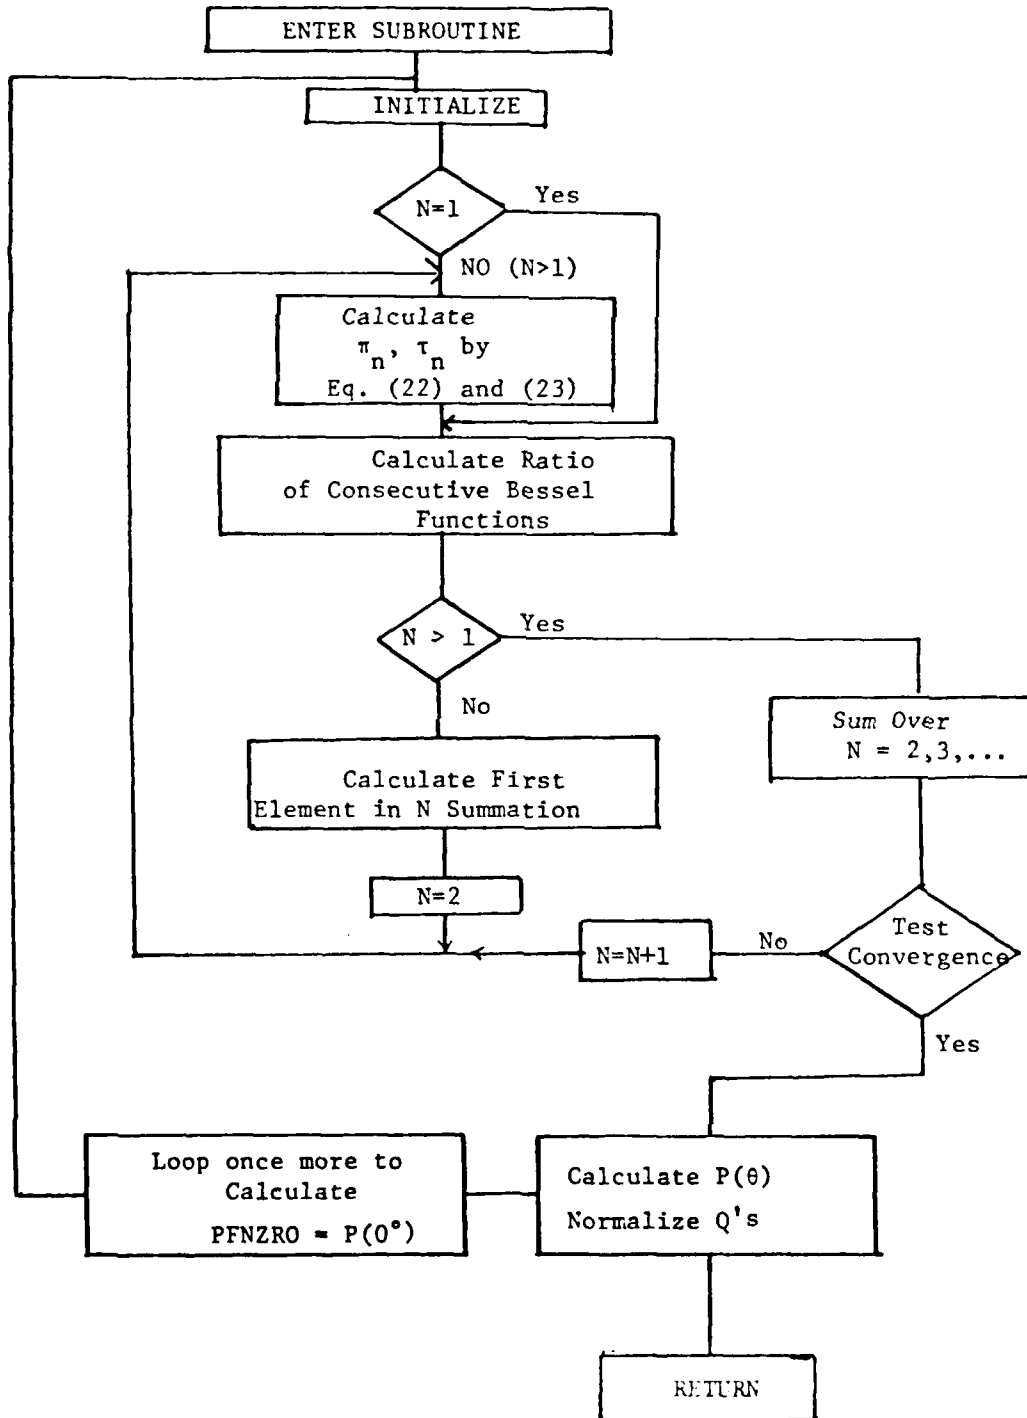 ENTER SUBROUTINE
INITIALIZE
N=1
Yes
NO (N>1)
Calculate
πn, τn by
Eq. (22) and (23)
Calculate Ratio
of Consecutive Bessel
Functions
N > 1
Yes
No
Sum Over
N = 2,3,...
Calculate First
Element in N Summation
N=2
N=N+1
No
Test
Convergence
Yes
Loop once more to
Calculate
PFNZRO = P(0°)
Calculate P(θ)
Normalize Q's
RETURN